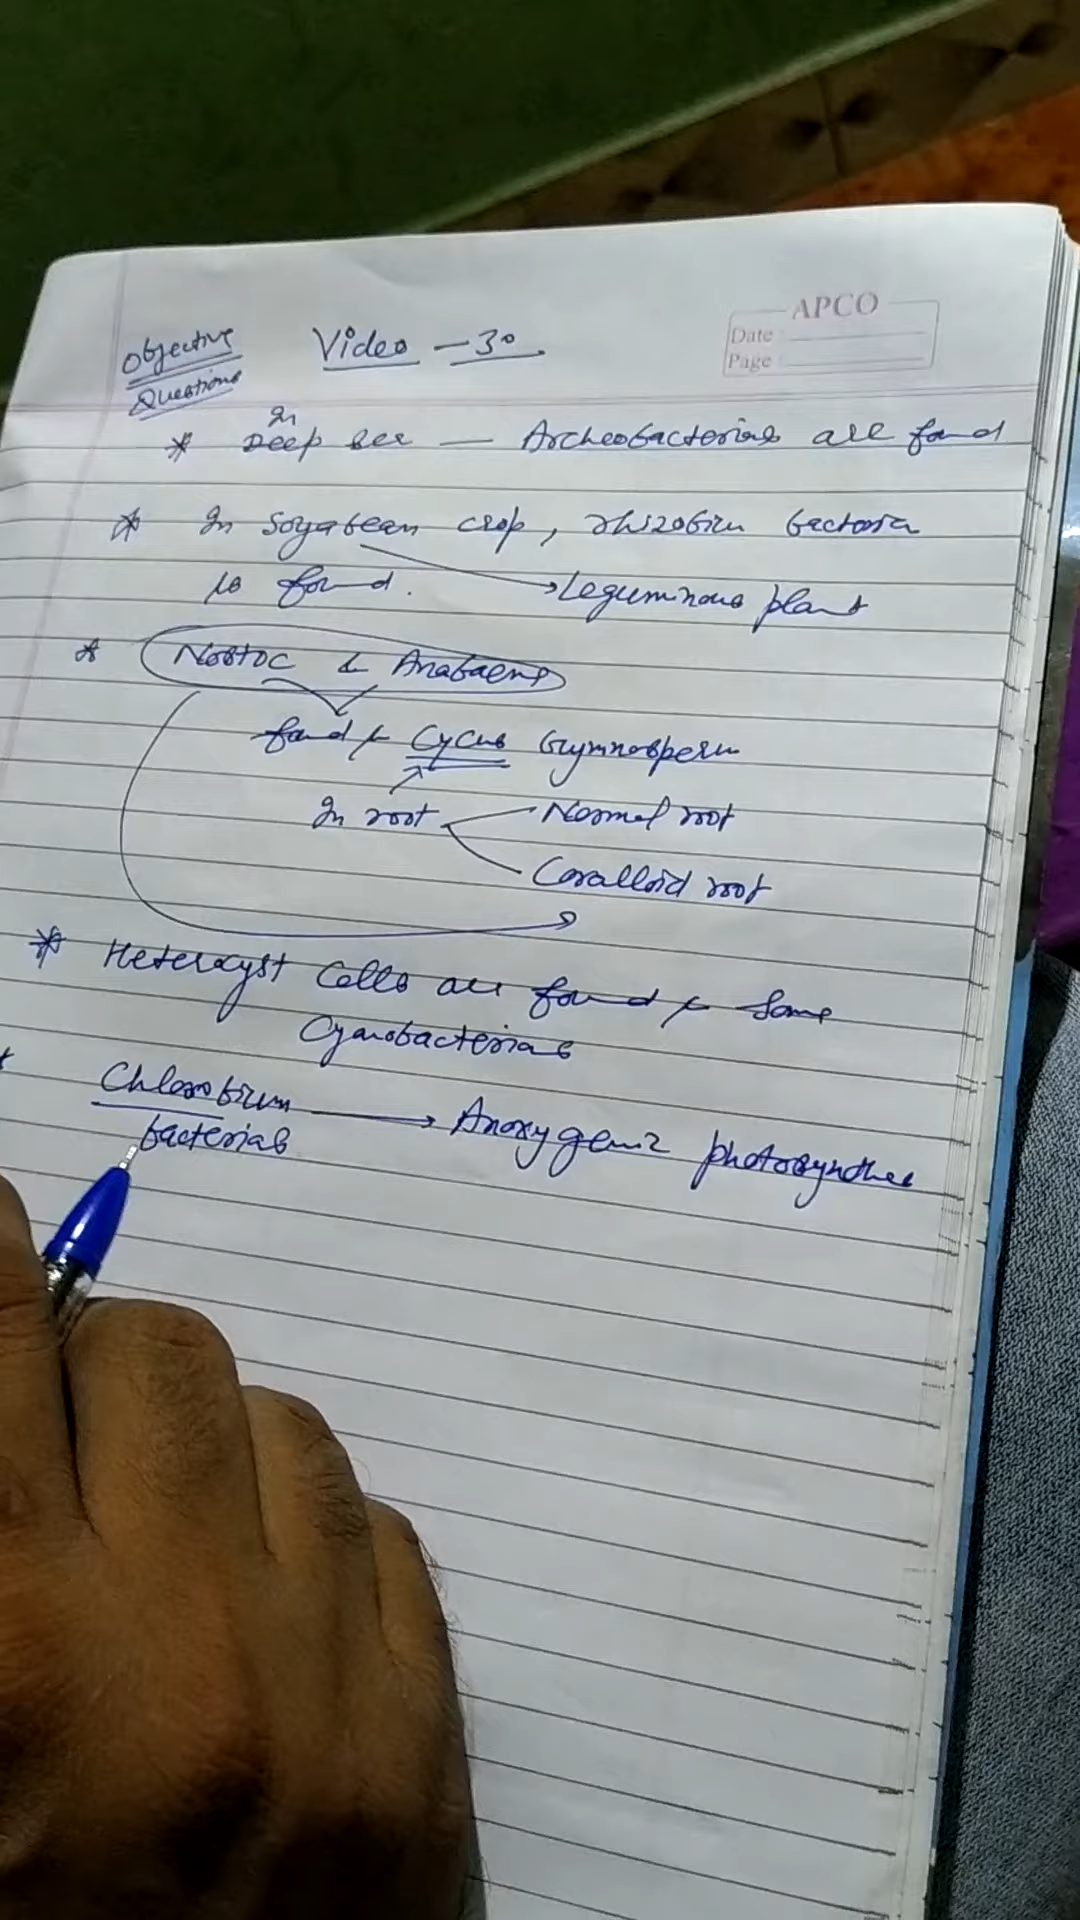 APCO
Date
Page
Objective
Questions
Video - 30
* In Deep see — Archeobacterias are found
* In Soyabean crop, rhizobium bacteria
is found. → Leguminous plant
* Nostoc & Anabaena
found in Cycus Gymnosperm
In root Normal root
Coralloid root
* Heterocyst Cells are found in Some
Cyanobacterias
* Chlorobium → Anoxygenic photosynthes
bacterias